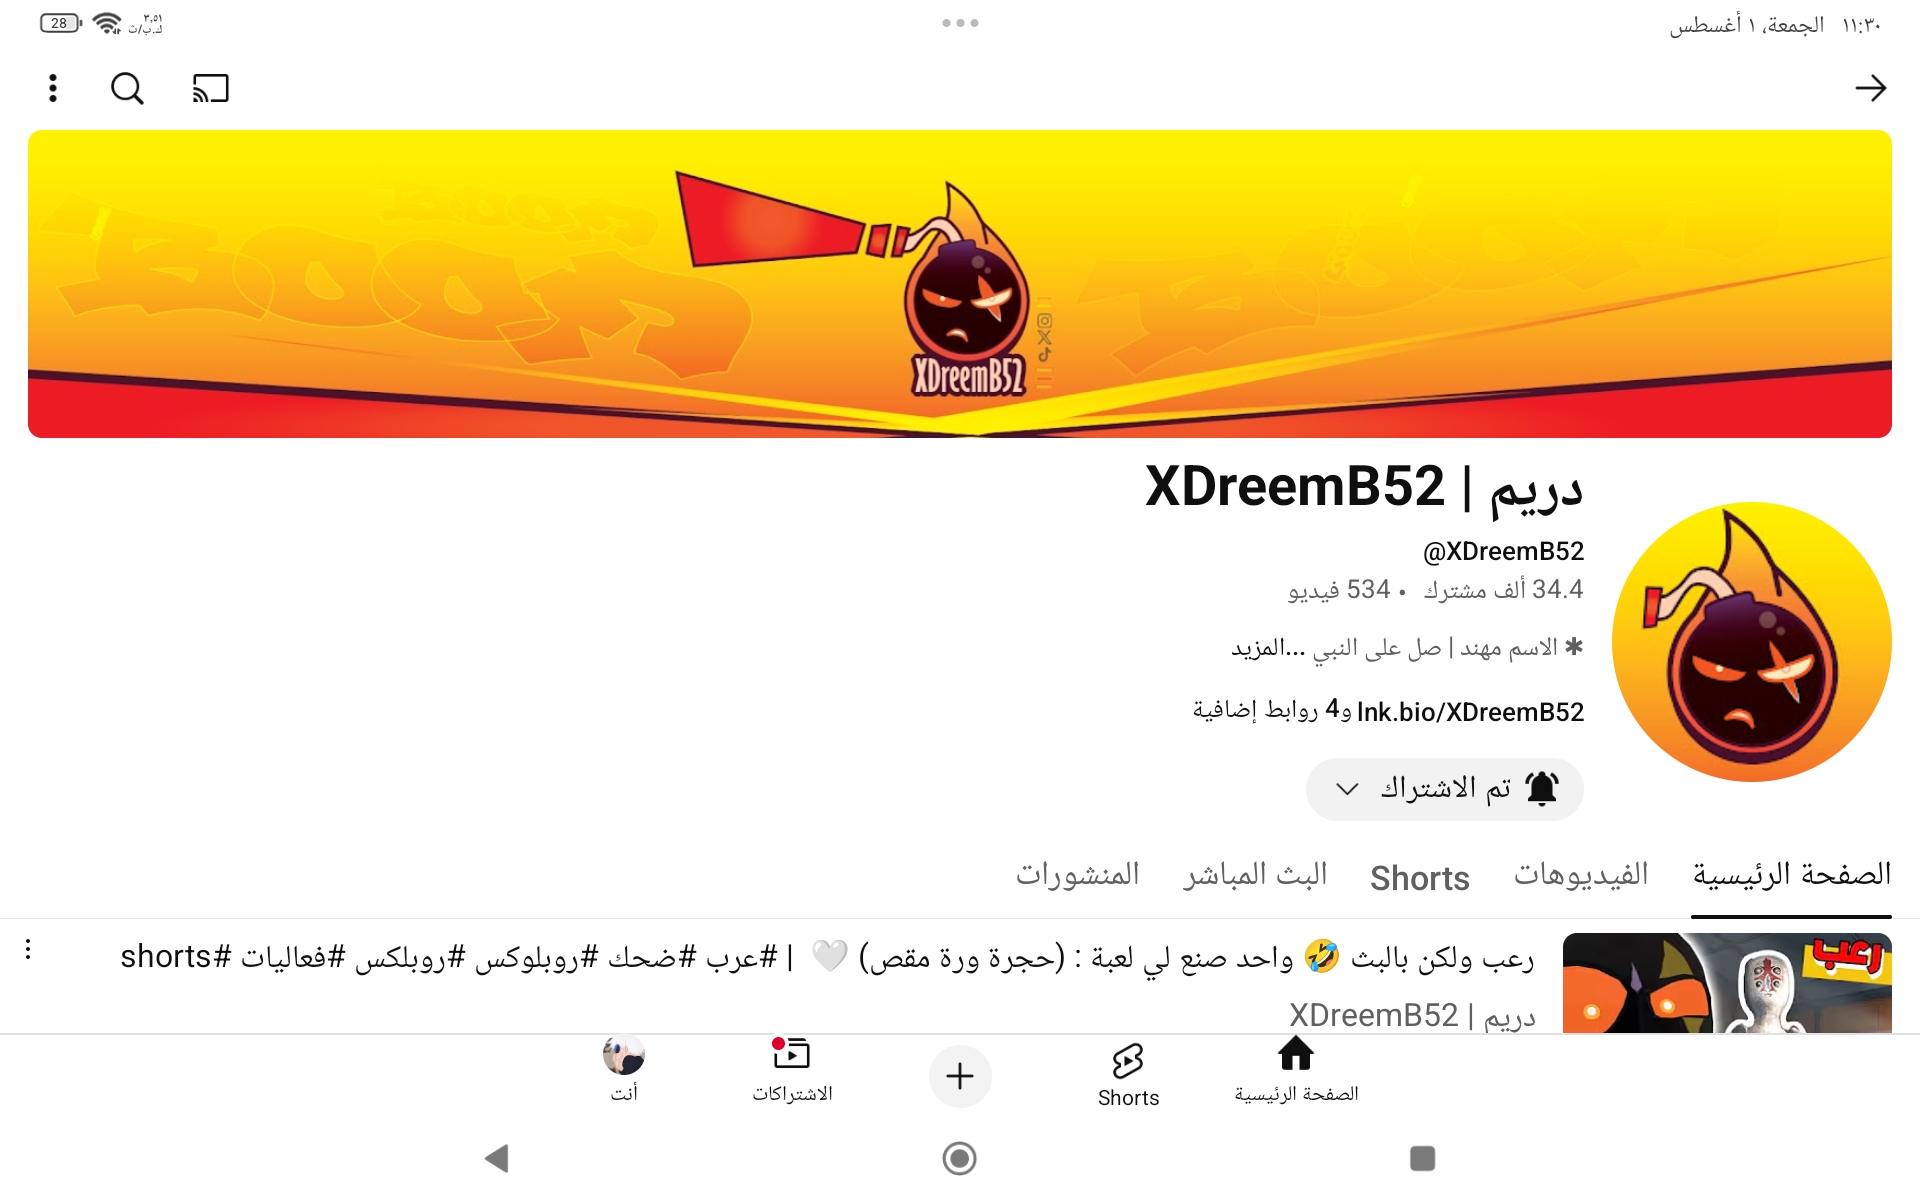 ١١:٣٠ الجمعة، ١ أغسطس
٣,٥١
ك.ب/ث
28
BOOM
BOOM
XDreemB52
دريم | XDreemB52
@XDreemB52
34.4 ألف مشترك • 534 فيديو
✱ الاسم مهند | صل على النبي ...المزيد
lnk.bio/XDreemB52 و4 روابط إضافية
تم الاشتراك
الصفحة الرئيسية الفيديوهات Shorts البث المباشر المنشورات
رعب
رعب ولكن بالبث 🤣 واحد صنع لي لعبة : (حجرة ورة مقص) 🤍 | #عرب #ضحك #روبلوكس #روبلكس #فعاليات #shorts
دريم | XDreemB52
الصفحة الرئيسية
Shorts
الاشتراكات
أنت